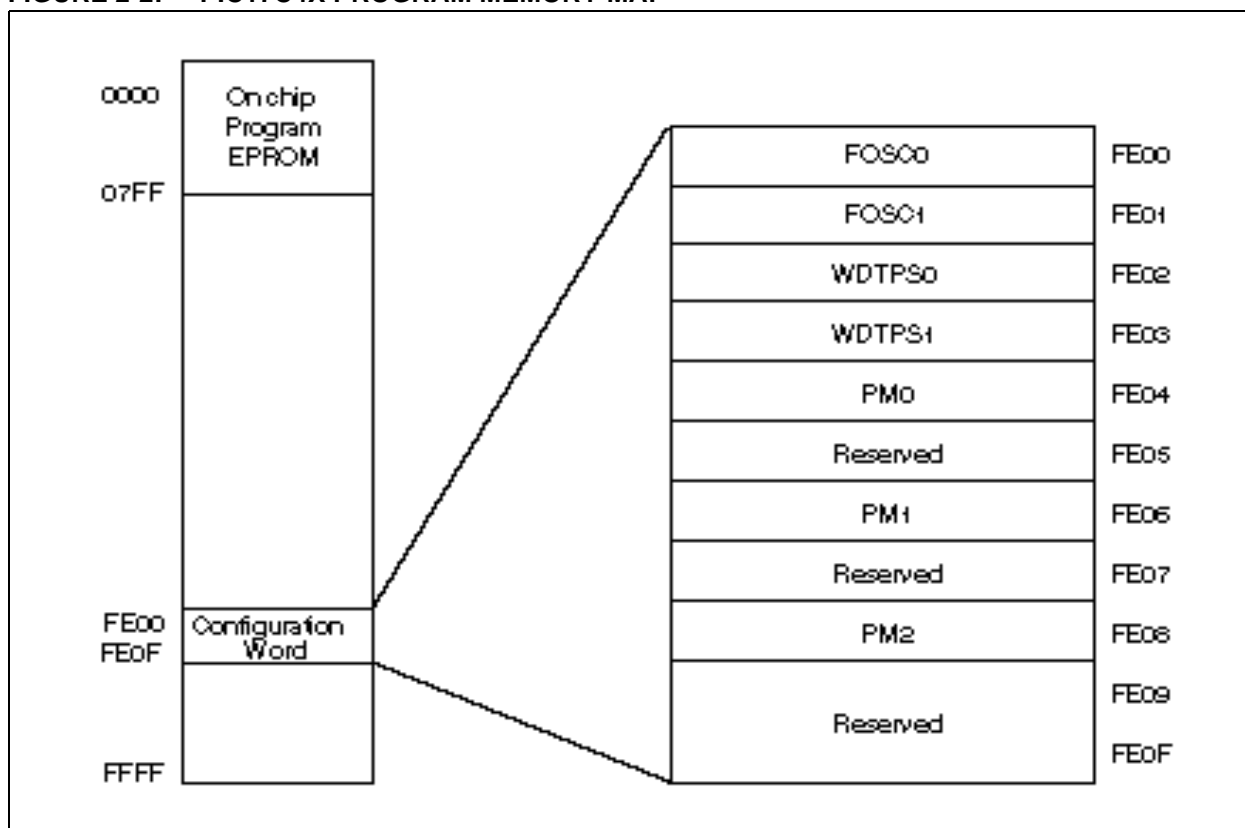 0000
On chip
Program
EPROM
07FF
FE00
FE0F
Configuration
Word
FFFF
FOSC0 FE00
FOSC1 FE01
WDTPS0 FE02
WDTPS1 FE03
PM0 FE04
Reserved FE05
PM1 FE06
Reserved FE07
PM2 FE08
Reserved
FE09
FE0F